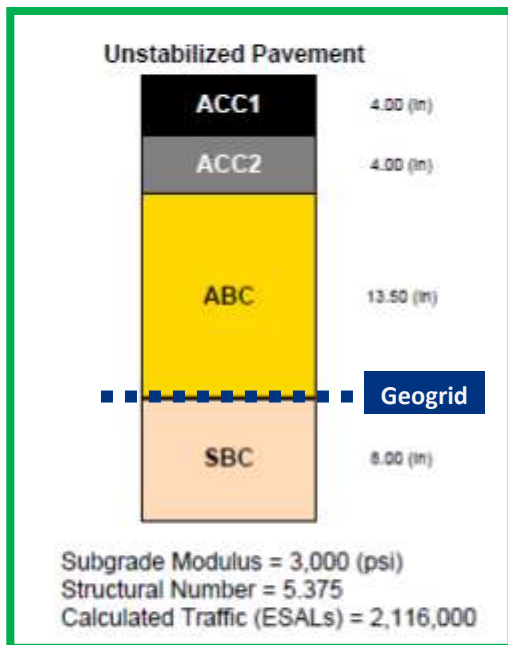 Unstabilized Pavement
ACC1 4.00 (in)
ACC2 4.00 (in)
ABC 13.50 (in)
Geogrid
SBC 8.00 (in)
Subgrade Modulus = 3,000 (psi)
Structural Number = 5.375
Calculated Traffic (ESALs) = 2,116,000